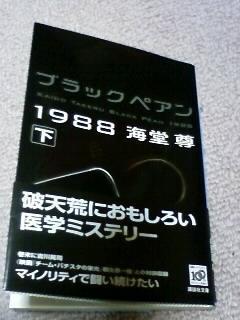 ブラックペアン
KAIDO TAKERU BLACK PEAN 1988
1988 海堂 尊
下
破天荒におもしろい
医学ミステリー
マイノリティで闘い続けたい
講談社文庫